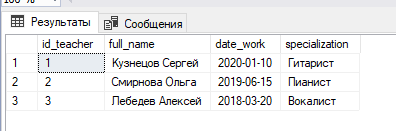 100 %
Результаты Сообщения
id_teacher full_name date_work specialization
1 1 Кузнецов Сергей 2020-01-10 Гитарист
2 2 Смирнова Ольга 2019-06-15 Пианист
3 3 Лебедев Алексей 2018-03-20 Вокалист